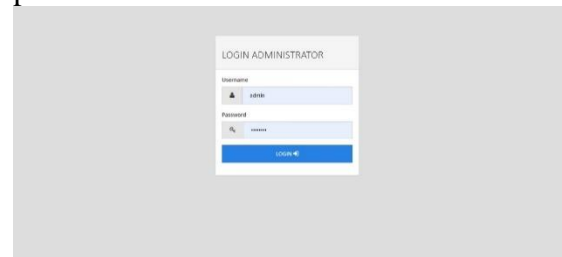 LOGIN ADMINISTRATOR
Username
admin
Password
•••••••
LOGIN